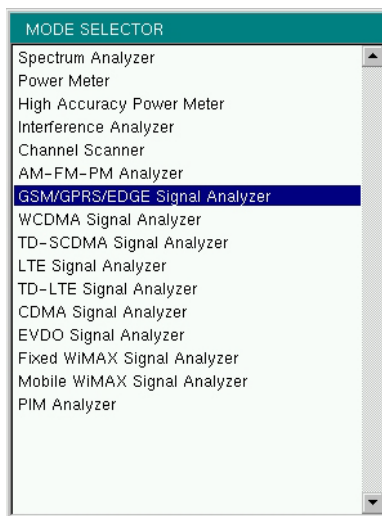 MODE SELECTOR
Spectrum Analyzer
Power Meter
High Accuracy Power Meter
Interference Analyzer
Channel Scanner
AM-FM-PM Analyzer
GSM/GPRS/EDGE Signal Analyzer
WCDMA Signal Analyzer
TD-SCDMA Signal Analyzer
LTE Signal Analyzer
TD-LTE Signal Analyzer
CDMA Signal Analyzer
EVDO Signal Analyzer
Fixed WiMAX Signal Analyzer
Mobile WiMAX Signal Analyzer
PIM Analyzer